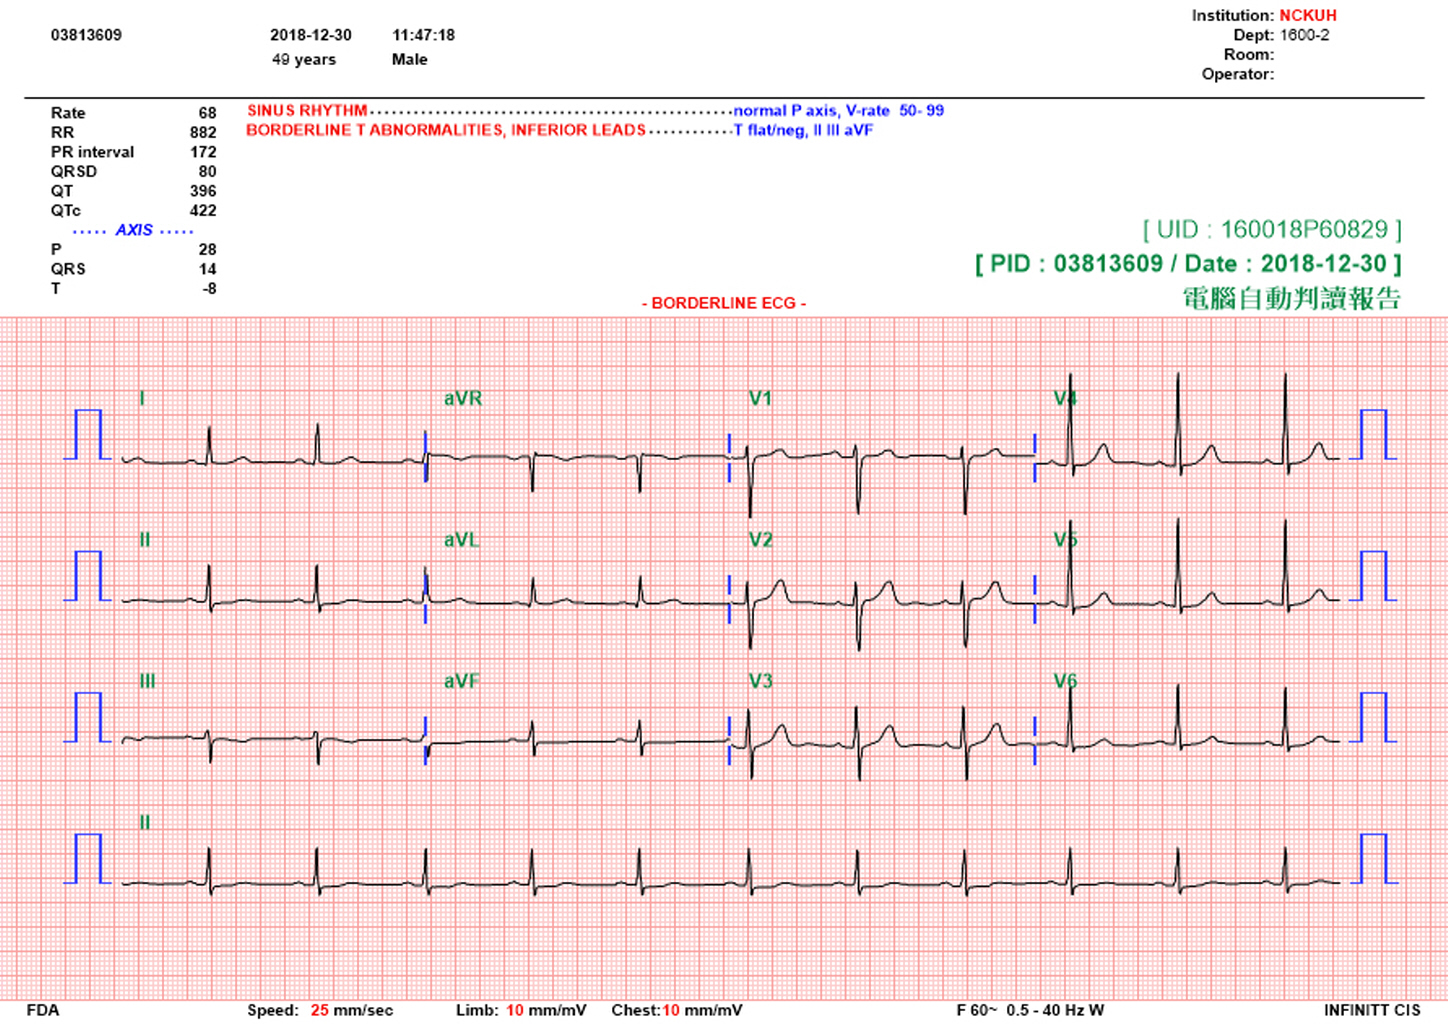 Institution: NCKUH
03813609 2018-12-30 11:47:18 Dept: 1600-2
49 years Male Room:
Operator:
Rate 68 SINUS RHYTHM normal P axis, V-rate 50- 99
RR 882 BORDERLINE T ABNORMALITIES, INFERIOR LEADS T flat/neg, II III aVF
PR interval 172
QRSD 80
QT 396
QTc 422
····· AXIS ·····
P 28
QRS 14
T -8
[ UID : 160018P60829 ]
[ PID : 03813609 / Date : 2018-12-30 ]
電腦自動判讀報告
- BORDERLINE ECG -
I aVR V1 V4
II aVL V2 V5
III aVF V3 V6
II
FDA Speed: 25 mm/sec Limb: 10 mm/mV Chest:10 mm/mV F 60~ 0.5 - 40 Hz W INFINITT CIS